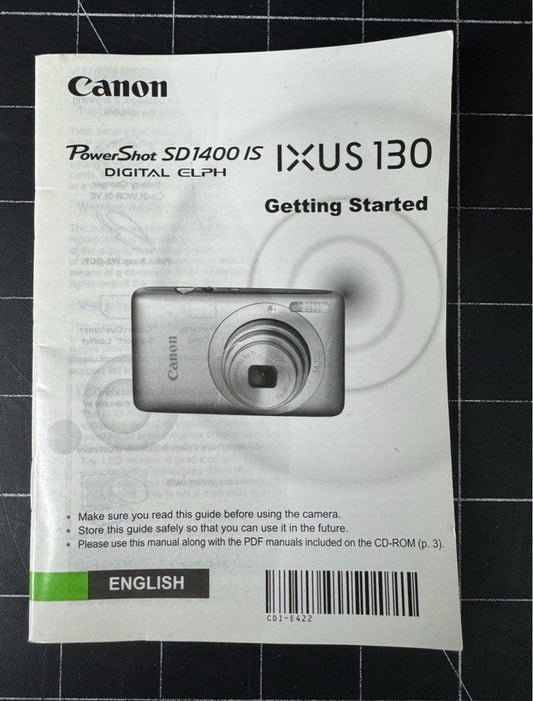 Canon
PowerShot SD1400 IS IXUS 130
DIGITAL ELPH
Getting Started
Canon
• Make sure you read this guide before using the camera.
• Store this guide safely so that you can use it in the future.
• Please use this manual along with the PDF manuals included on the CD-ROM (p. 3).
ENGLISH
CDI-E422